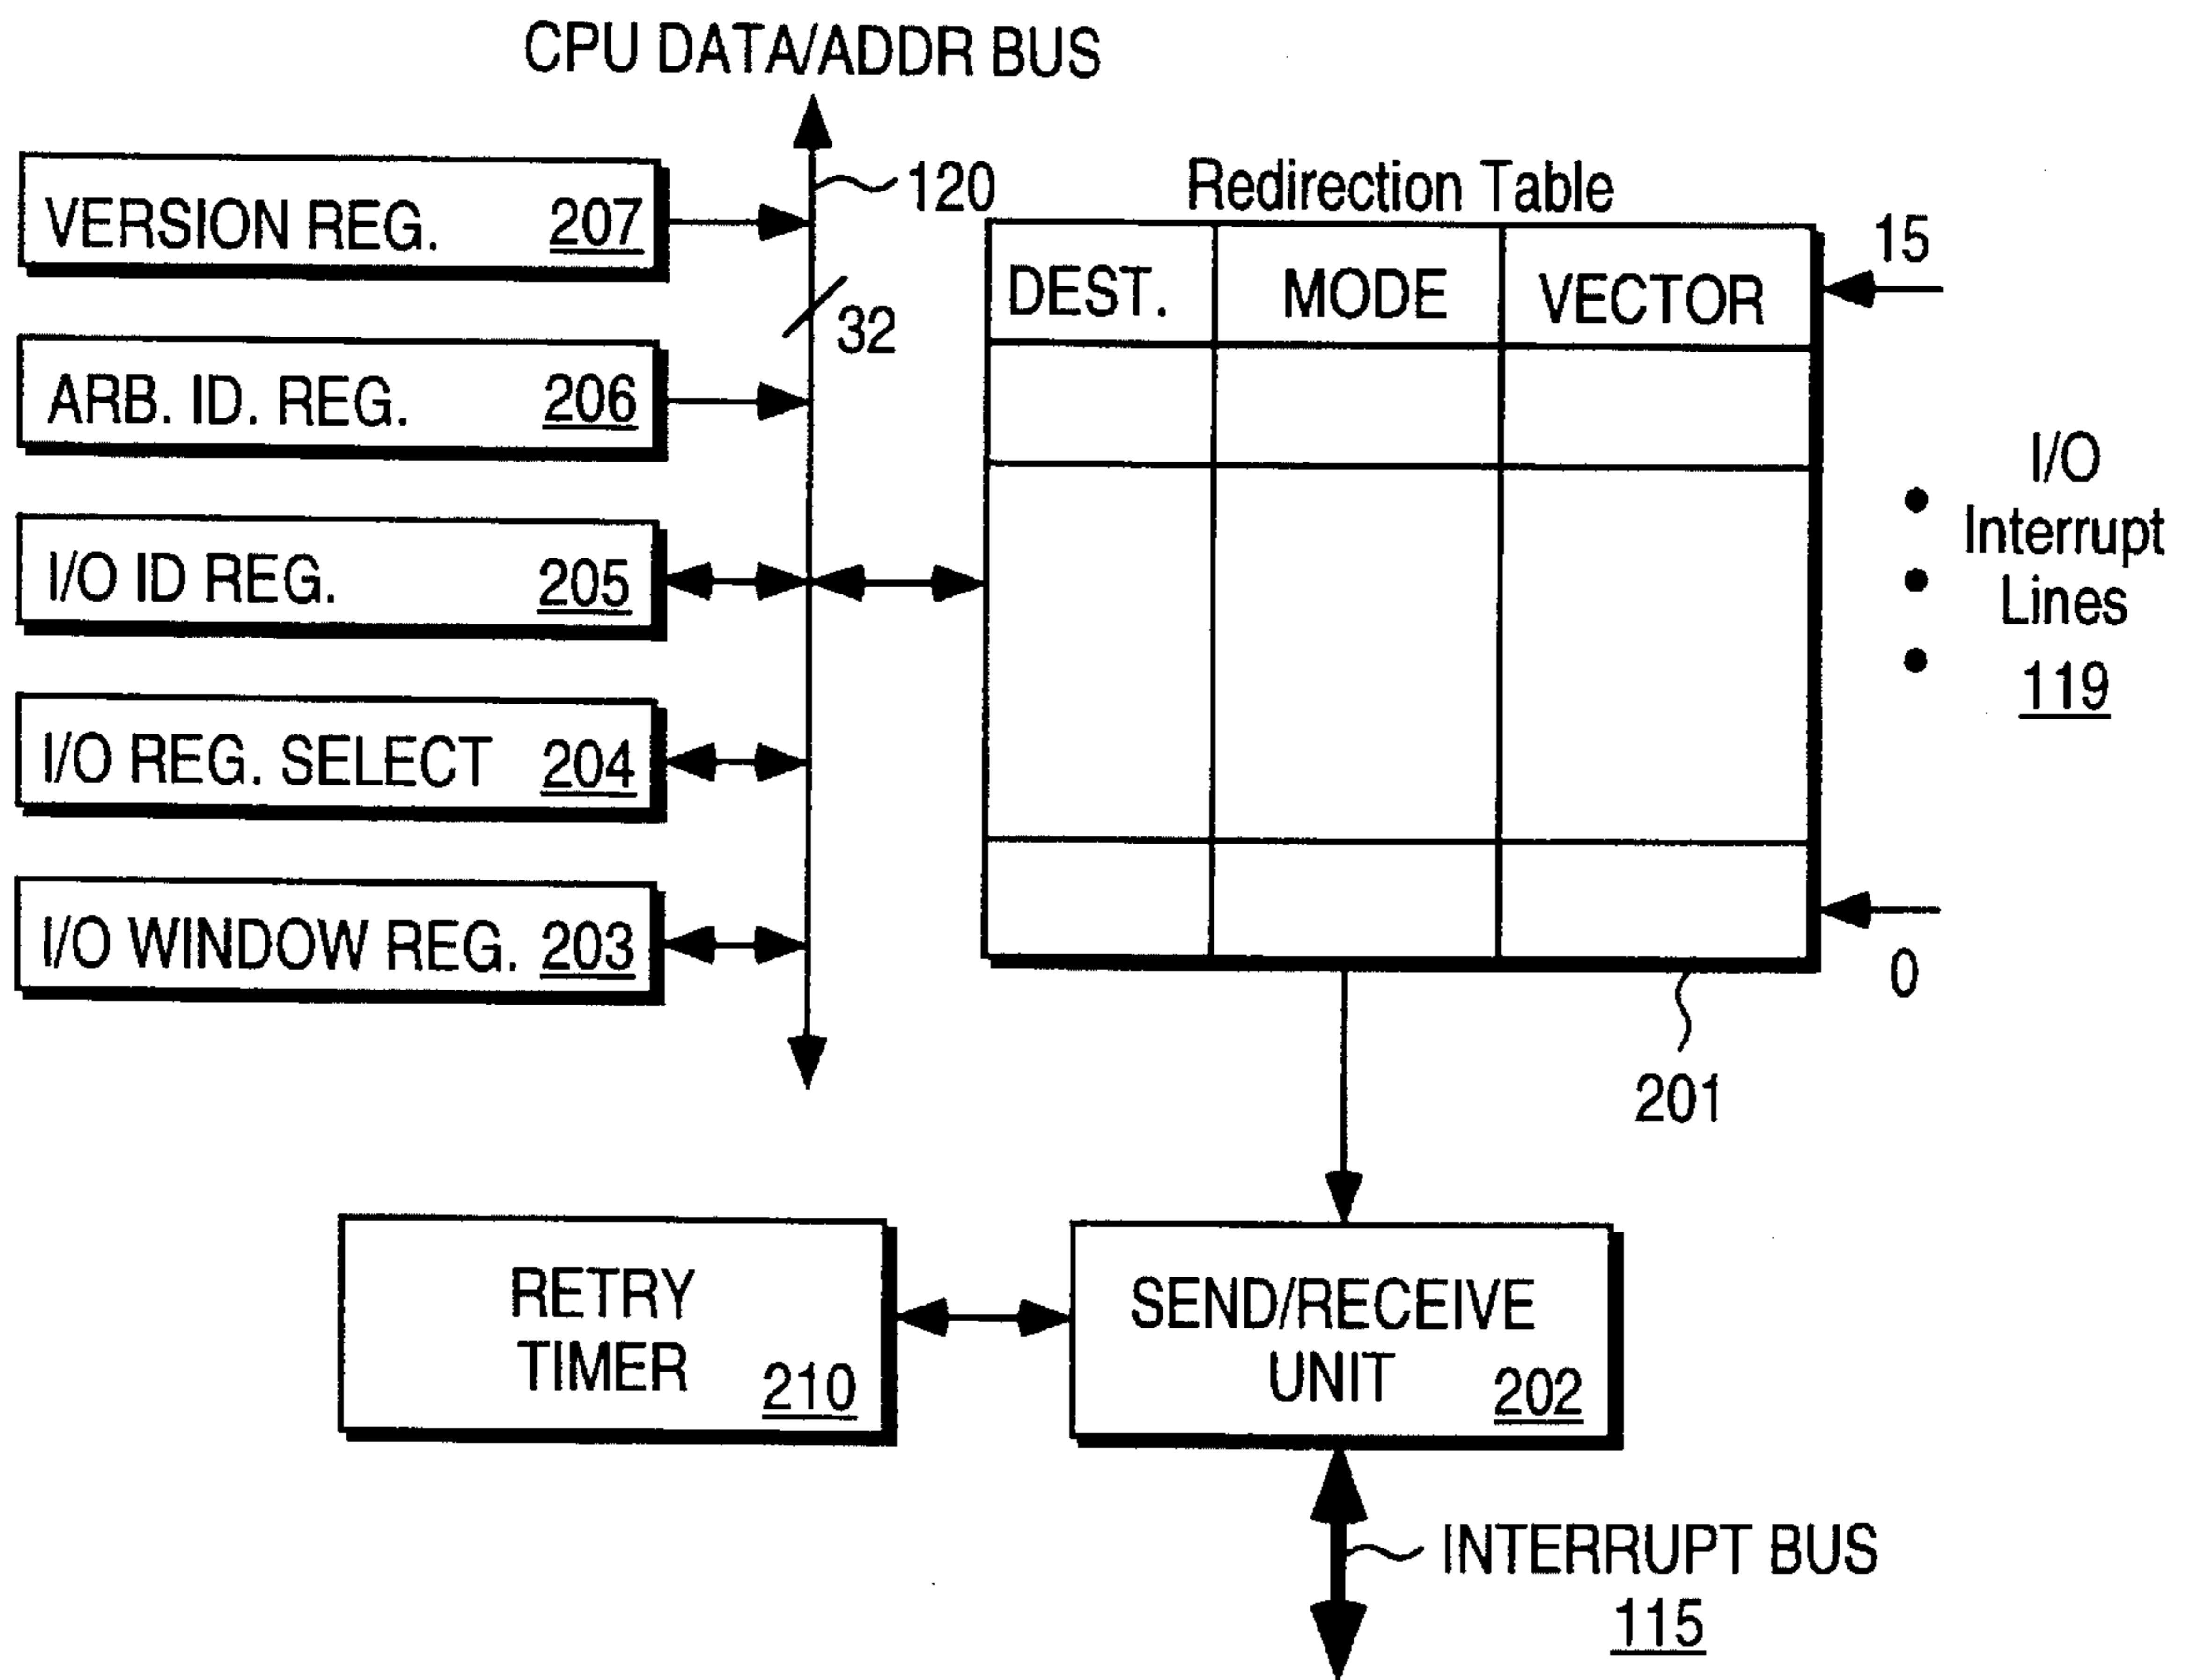 CPU DATA/ADDR BUS
120
32
VERSION REG. 207
ARB. ID. REG. 206
I/O ID REG. 205
I/O REG. SELECT 204
I/O WINDOW REG. 203
Redirection Table
DEST. MODE VECTOR
15
I/O
Interrupt
Lines
119
0
201
RETRY
TIMER 210
SEND/RECEIVE
UNIT 202
INTERRUPT BUS
115